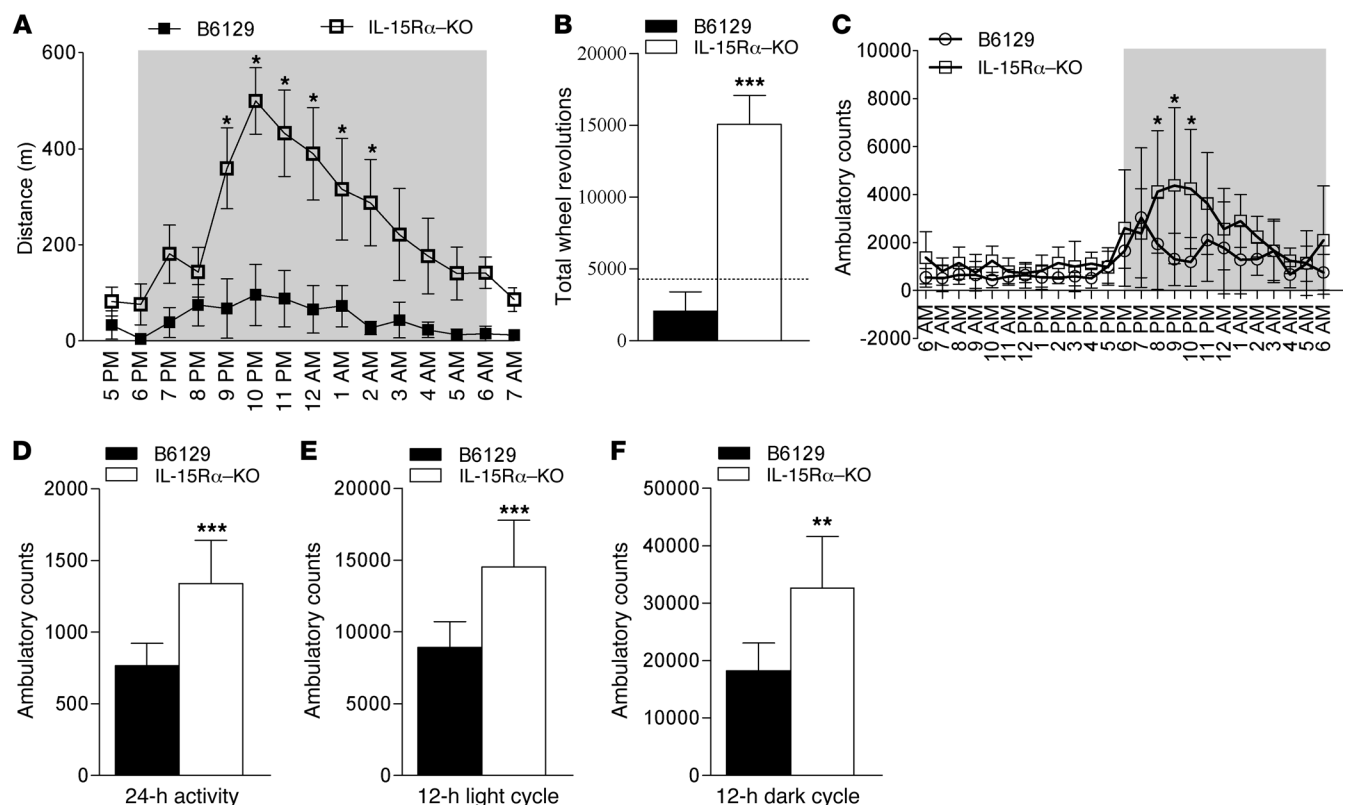 A
B6129
IL-15Rα–KO
Distance (m)
600
400
200
0
* * * * * *
5 PM
6 PM
7 PM
8 PM
9 PM
10 PM
11 PM
12 AM
1 AM
2 AM
3 AM
4 AM
5 AM
6 AM
7 AM
B
B6129
IL-15Rα–KO
Total wheel revolutions
20000
15000
10000
5000
0
***
C
B6129
IL-15Rα–KO
Ambulatory counts
10000
8000
6000
4000
2000
0
-2000
* * *
6 AM
7 AM
8 AM
9 AM
10 AM
11 AM
12 PM
1 PM
2 PM
3 PM
4 PM
5 PM
6 PM
7 PM
8 PM
9 PM
10 PM
11 PM
12 AM
1 AM
2 AM
3 AM
4 AM
5 AM
6 AM
D
B6129
IL-15Rα–KO
Ambulatory counts
2000
1500
1000
500
0
***
24-h activity
E
B6129
IL-15Rα–KO
Ambulatory counts
20000
15000
10000
5000
0
***
12-h light cycle
F
B6129
IL-15Rα–KO
Ambulatory counts
50000
40000
30000
20000
10000
0
**
12-h dark cycle